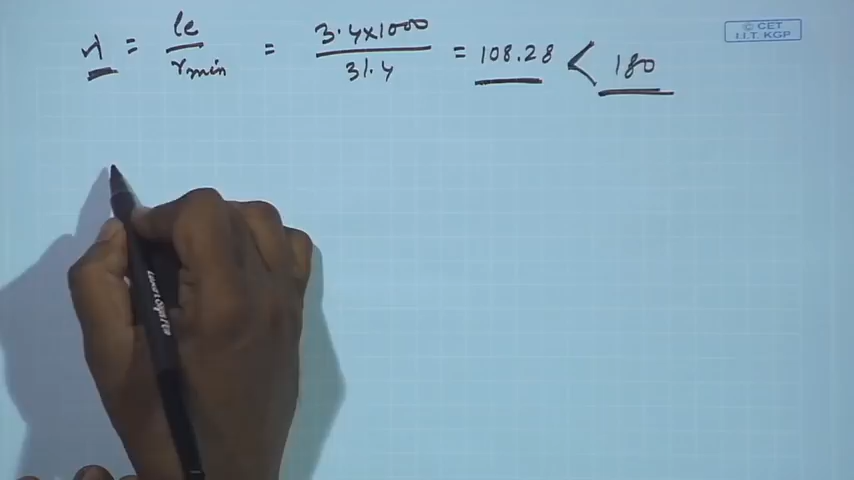 λ = le / rmin = 3.4×1000 / 31.4 = 108.28 < 180
© CET
I.I.T. KGP